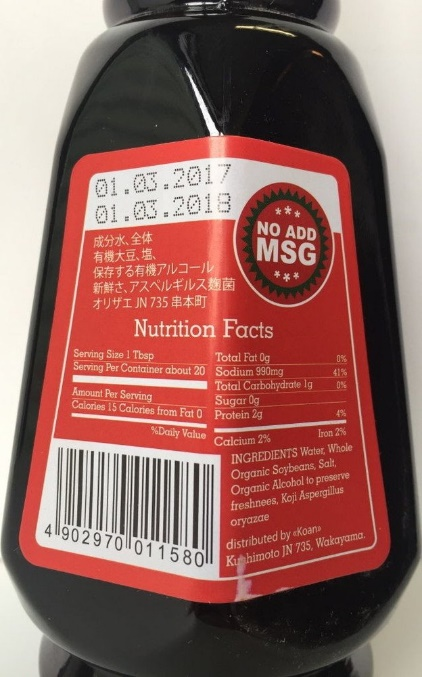 01.03.2017
01.03.2018
NO ADD
MSG
成分水、全体
有機大豆、塩、
保存する有機アルコール
新鮮さ、アスペルギルス麹菌
オリザエ JN 735 串本町
Nutrition Facts
Serving Size 1 Tbsp
Serving Per Container about 20
Amount Per Serving
Calories 15 Calories from Fat 0
%Daily Value
Total Fat 0g 0%
Sodium 990mg 41%
Total Carbohydrate 1g 0%
Sugar 0g
Protein 2g 4%
Calcium 2% Iron 2%
INGREDIENTS Water, Whole
Organic Soybeans, Salt,
Organic Alcohol to preserve
freshnees, Koji Aspergillus
oryazae
distributed by «Koan»
Kushimoto JN 735, Wakayama,
4 902970 011580